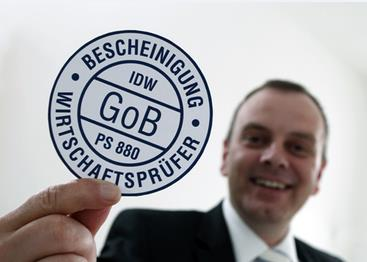 BESCHEINIGUNG
IDW
GoB
PS 880
WIRTSCHAFTSPRÜFER